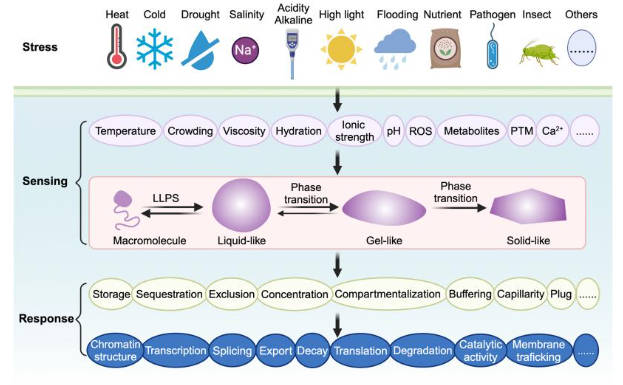 Heat Cold Drought Salinity Acidity Alkaline High light Flooding Nutrient Pathogen Insect Others
Stress
Na⁺
......
Temperature Crowding Viscosity Hydration Ionic strength pH ROS Metabolites PTM Ca²⁺ ......
Sensing
LLPS Phase transition Phase transition
Macromolecule Liquid-like Gel-like Solid-like
Storage Sequestration Exclusion Concentration Compartmentalization Buffering Capillarity Plug ......
Response
Chromatin structure Transcription Splicing Export Decay Translation Degradation Catalytic activity Membrane traficking ......